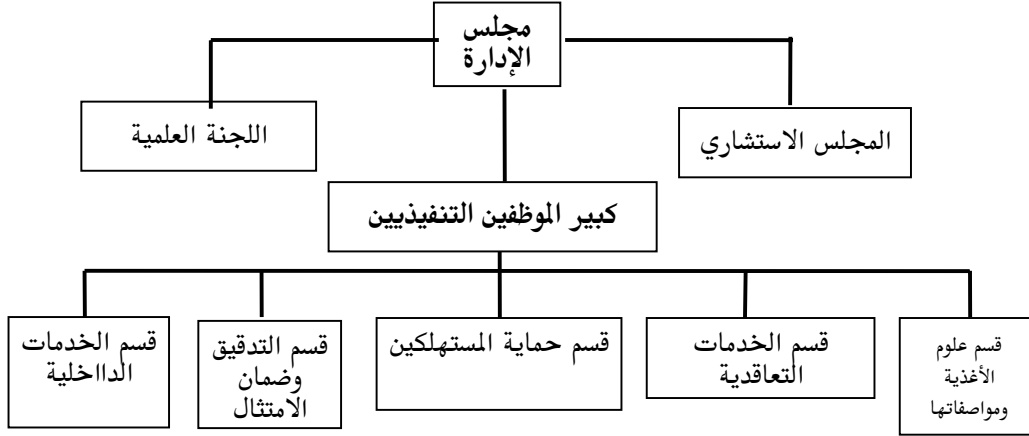 مجلس
الإدارة
المجلس الاستشاري
اللجنة العلمية
كبير الموظفين التنفيذيين
قسم علوم
الأغذية
ومواصفاتها
قسم الخدمات
التعاقدية
قسم حماية المستهلكين
قسم التدقيق
وضمان
الامتثال
قسم الخدمات
الدااخلية